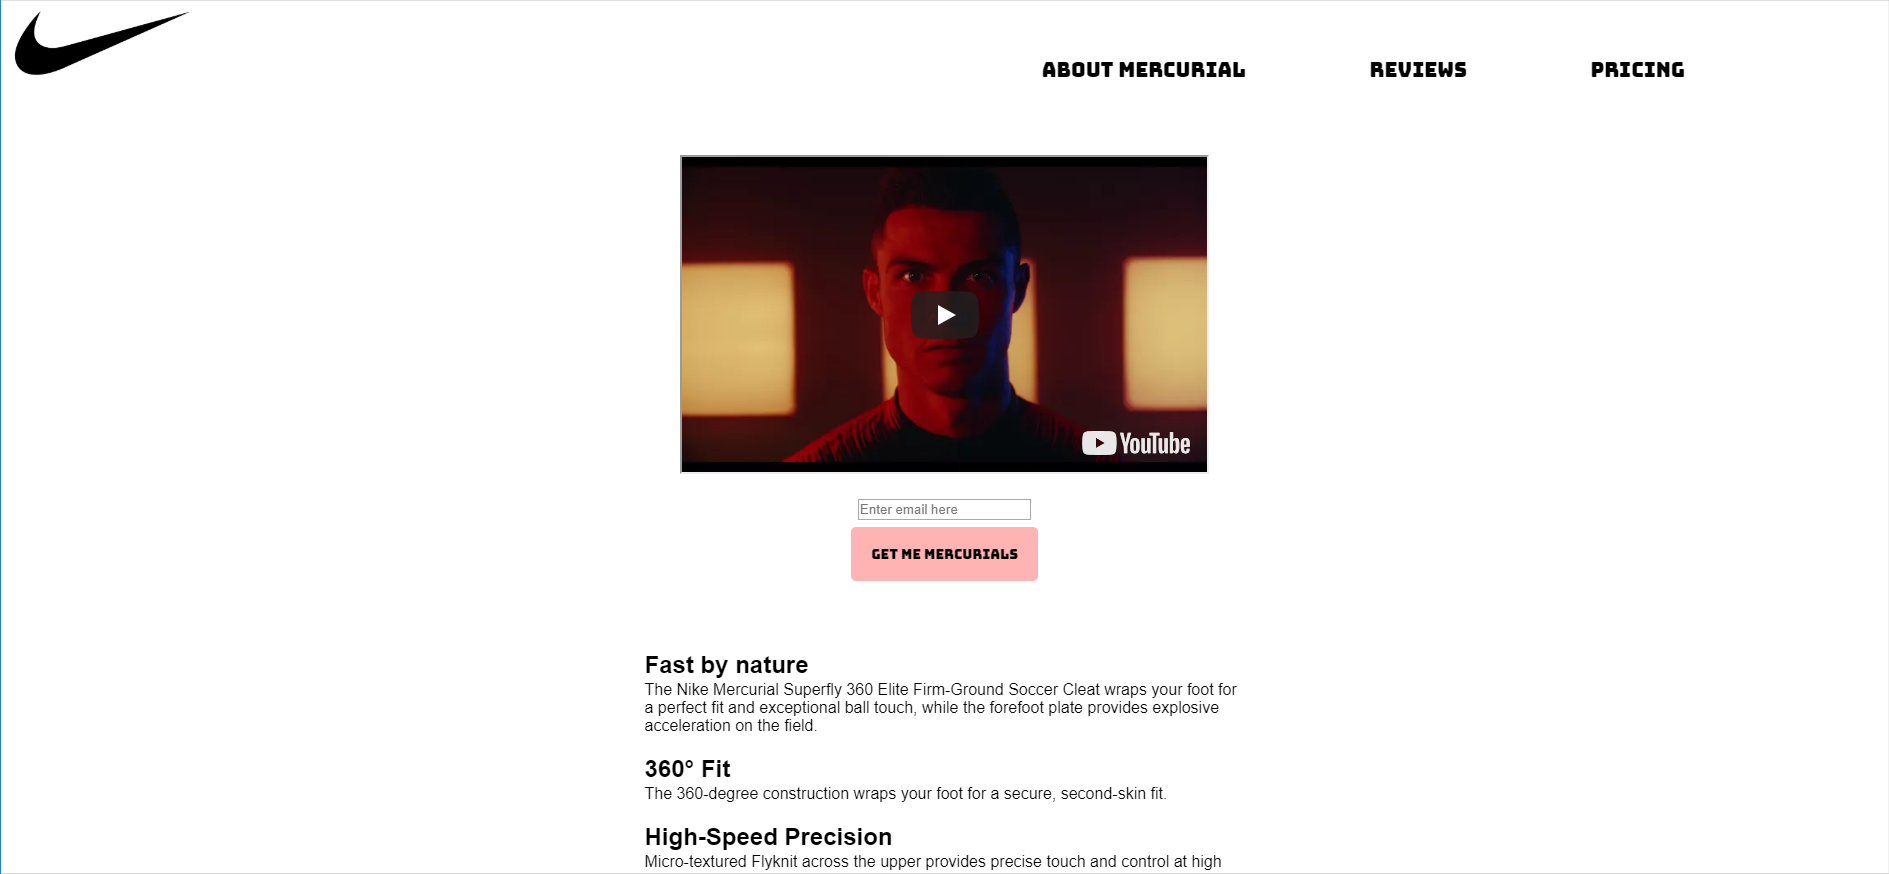 ABOUT MERCURIAL
REVIEWS
PRICING
YouTube
Enter email here
GET ME MERCURIALS
Fast by nature
The Nike Mercurial Superfly 360 Elite Firm-Ground Soccer Cleat wraps your foot for
a perfect fit and exceptional ball touch, while the forefoot plate provides explosive
acceleration on the field.
360° Fit
The 360-degree construction wraps your foot for a secure, second-skin fit.
High-Speed Precision
Micro-textured Flyknit across the upper provides precise touch and control at high